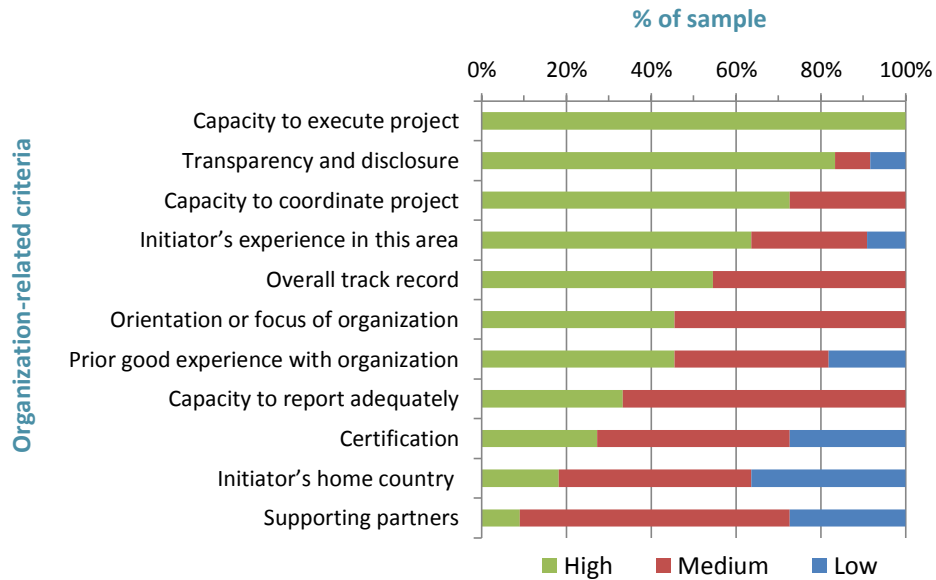 % of sample
0% 20% 40% 60% 80% 100%
Organization-related criteria
Capacity to execute project
Transparency and disclosure
Capacity to coordinate project
Initiator’s experience in this area
Overall track record
Orientation or focus of organization
Prior good experience with organization
Capacity to report adequately
Certification
Initiator’s home country
Supporting partners
High Medium Low